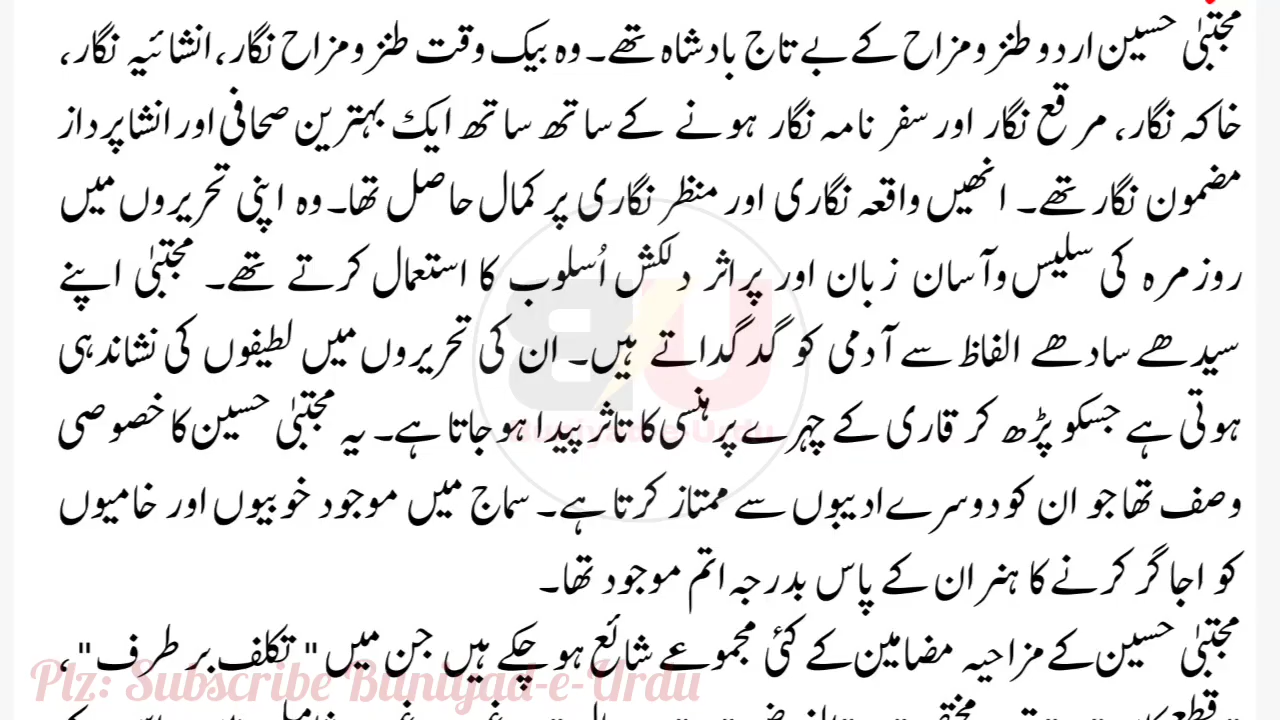 مجتبیٰ حسین اردو طنز و مزاح کے بے تاج بادشاہ تھے۔ وہ بیک وقت طنز و مزاح نگار، انشائیہ نگار،
خاکہ نگار، مرقع نگار اور سفر نامہ نگار ہونے کے ساتھ ساتھ ایک بہترین صحافی اور انشا پرداز
مضمون نگار تھے۔ انھیں واقعہ نگاری اور منظر نگاری پر کمال حاصل تھا۔ وہ اپنی تحریروں میں
روزمرہ کی سلیس و آسان زبان اور پر اثر دلکش اُسلوب کا استعمال کرتے تھے۔ مجتبیٰ اپنے
سیدھے سادھے الفاظ سے آدمی کو گدگداتے ہیں۔ ان کی تحریروں میں لطیفوں کی نشاندہی
ہوتی ہے جسکو پڑھ کر قاری کے چہرے پر ہنسی کا تاثر پیدا ہو جاتا ہے۔ یہ مجتبیٰ حسین کا خصوصی
وصف تھا جو ان کو دوسرے ادیبوں سے ممتاز کرتا ہے۔ سماج میں موجود خوبیوں اور خامیوں
کو اجاگر کرنے کا ہنر ان کے پاس بدرجہ اتم موجود تھا۔
مجتبیٰ حسین کے مزاحیہ مضامین کے کئی مجموعے شائع ہو چکے ہیں جن میں "تکلف بر طرف"،
Plz: Subscribe Buniyad-e-Urdu